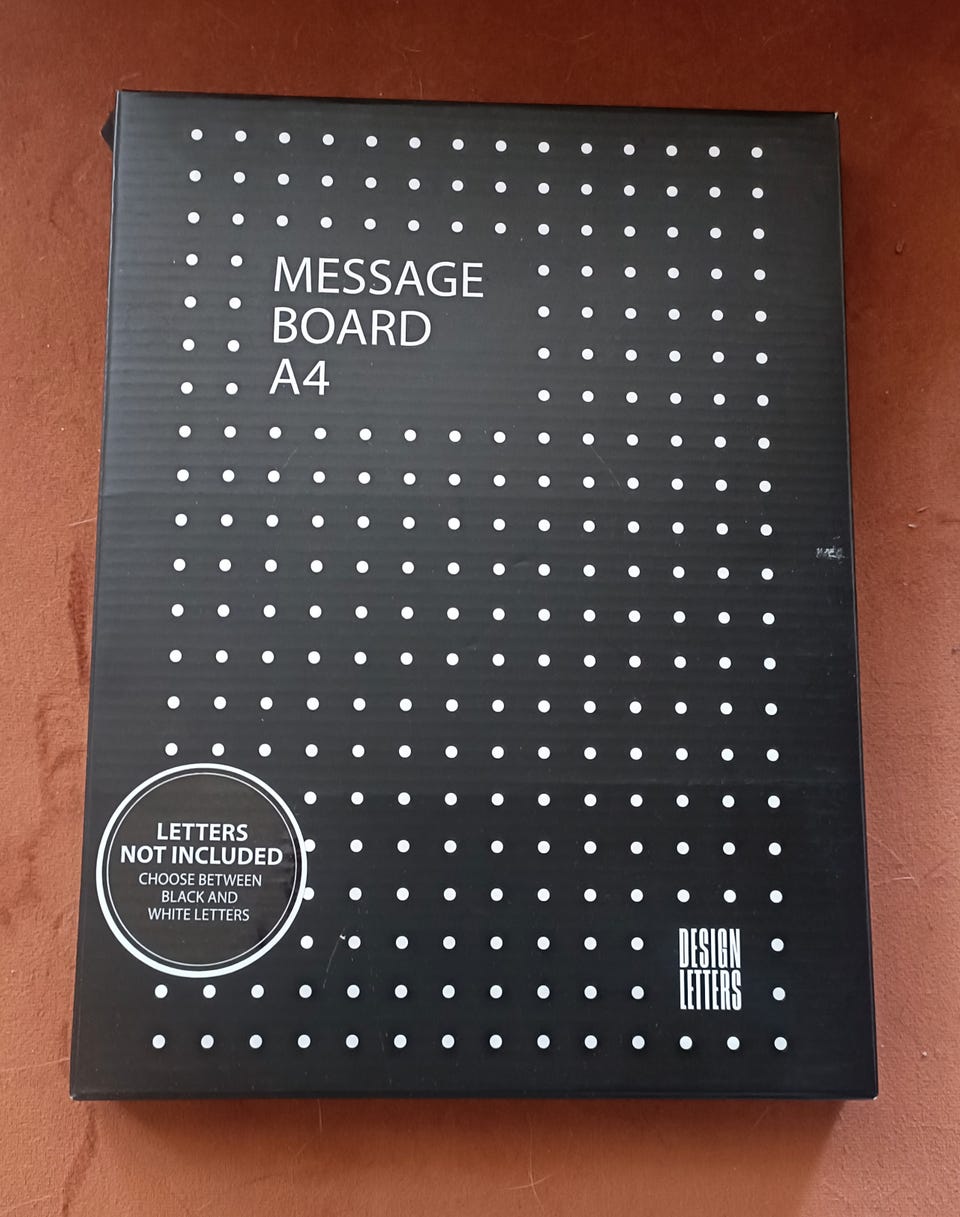 MESSAGE
BOARD
A4
LETTERS
NOT INCLUDED
CHOOSE BETWEEN
BLACK AND
WHITE LETTERS
DESIGN
LETTERS